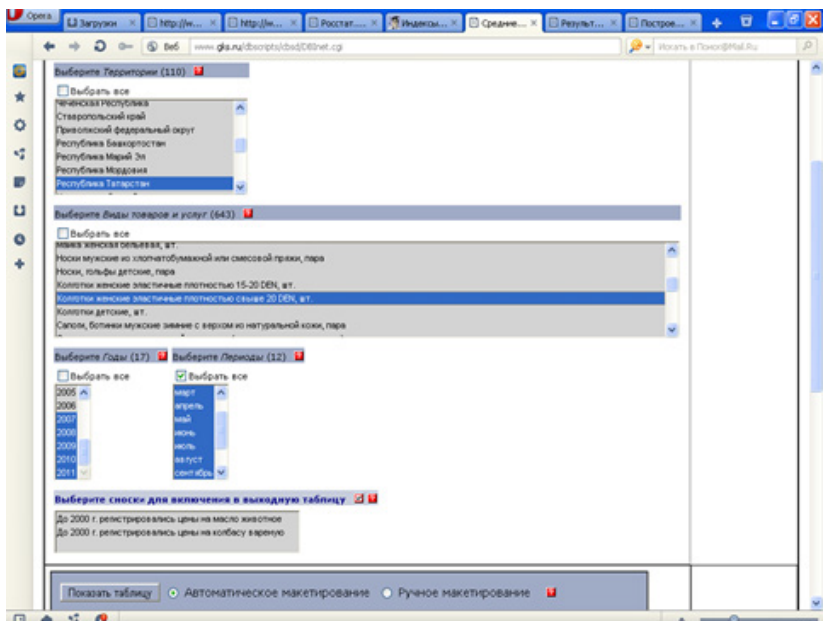 Opera
Загрузки
http://w...
http://w...
Росстат....
Индексы...
Средние...
Результ...
Построе...
Веб www.gks.ru/dbscripts/cbsd/DBInet.cgi
Искать в Поиск@Mail.Ru
Выберите Территории (110)
Выбрать все
Чеченская Республика
Ставропольский край
Приволжский федеральный округ
Республика Башкортостан
Республика Марий Эл
Республика Мордовия
Республика Татарстан
Выберите Виды товаров и услуг (643)
Выбрать все
Майка женская бельевая, шт.
Носки мужские из хлопчатобумажной или смесовой пряжи, пара
Носки, гольфы детские, пара
Колготки женские эластичные плотностью 15-20 DEN, шт.
Колготки женские эластичные плотностью свыше 20 DEN, шт.
Колготки детские, шт.
Сапоги, ботинки мужские зимние с верхом из натуральной кожи, пара
Выберите Годы (17) Выберите Периоды (12)
Выбрать все Выбрать все
2005 март
2006 апрель
2007 май
2008 июнь
2009 июль
2010 август
2011 сентябрь
Выберите сноски для включения в выходную таблицу
До 2000 г. регистрировались цены на масло животное
До 2000 г. регистрировались цены на колбасу вареную
Показать таблицу Автоматическое макетирование Ручное макетирование